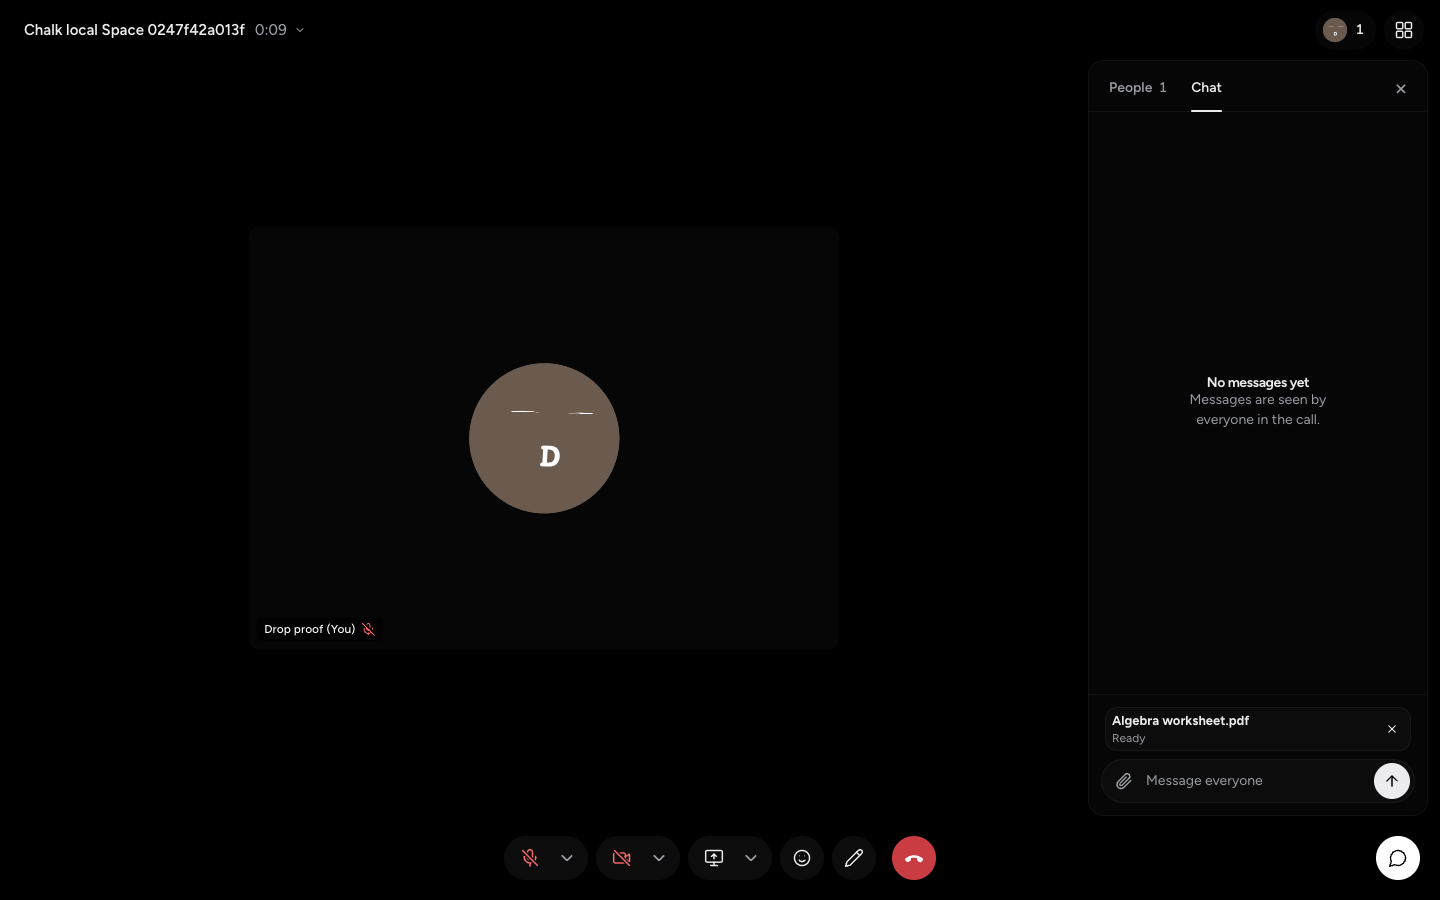 Chalk local Space 0247f42a013f 0:09
D 1
People 1 Chat
No messages yet
Messages are seen by
everyone in the call.
D
Drop proof (You)
Algebra worksheet.pdf
Ready
Message everyone